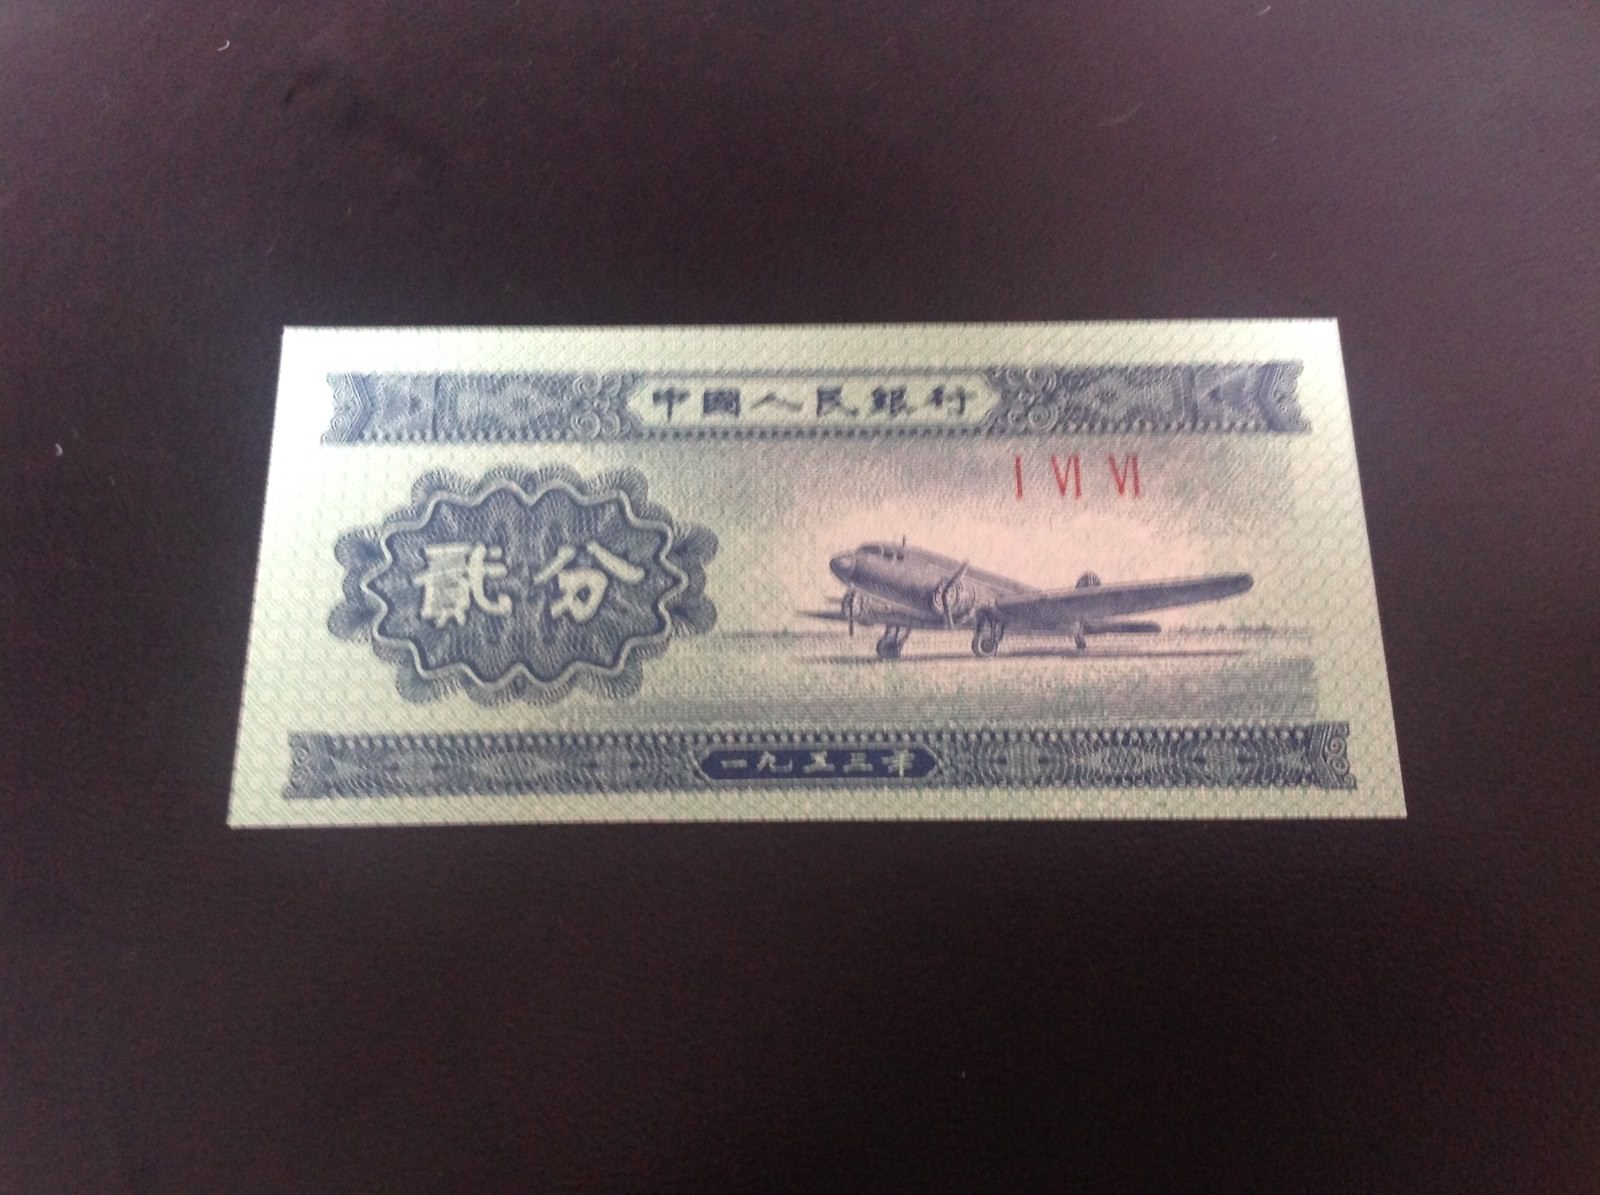 中國人民銀行
Ⅰ Ⅵ Ⅵ
貳分
一九五三年